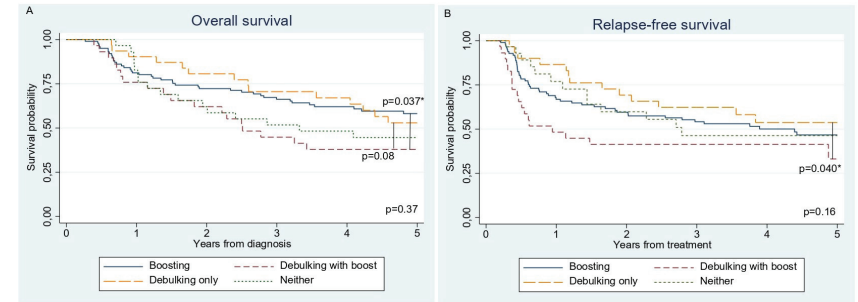 A
Overall survival
Survival probability
1,00
0,75
0,50
0,25
0,00
p=0.037*
p=0.08
p=0.37
0 1 2 3 4 5
Years from diagnosis
Boosting Debulking with boost
Debulking only Neither
B
Relapse-free survival
Survival probability
1,00
0,75
0,50
0,25
0,00
p=0.040*
p=0.16
0 1 2 3 4 5
Years from treatment
Boosting Debulking with boost
Debulking only Neither